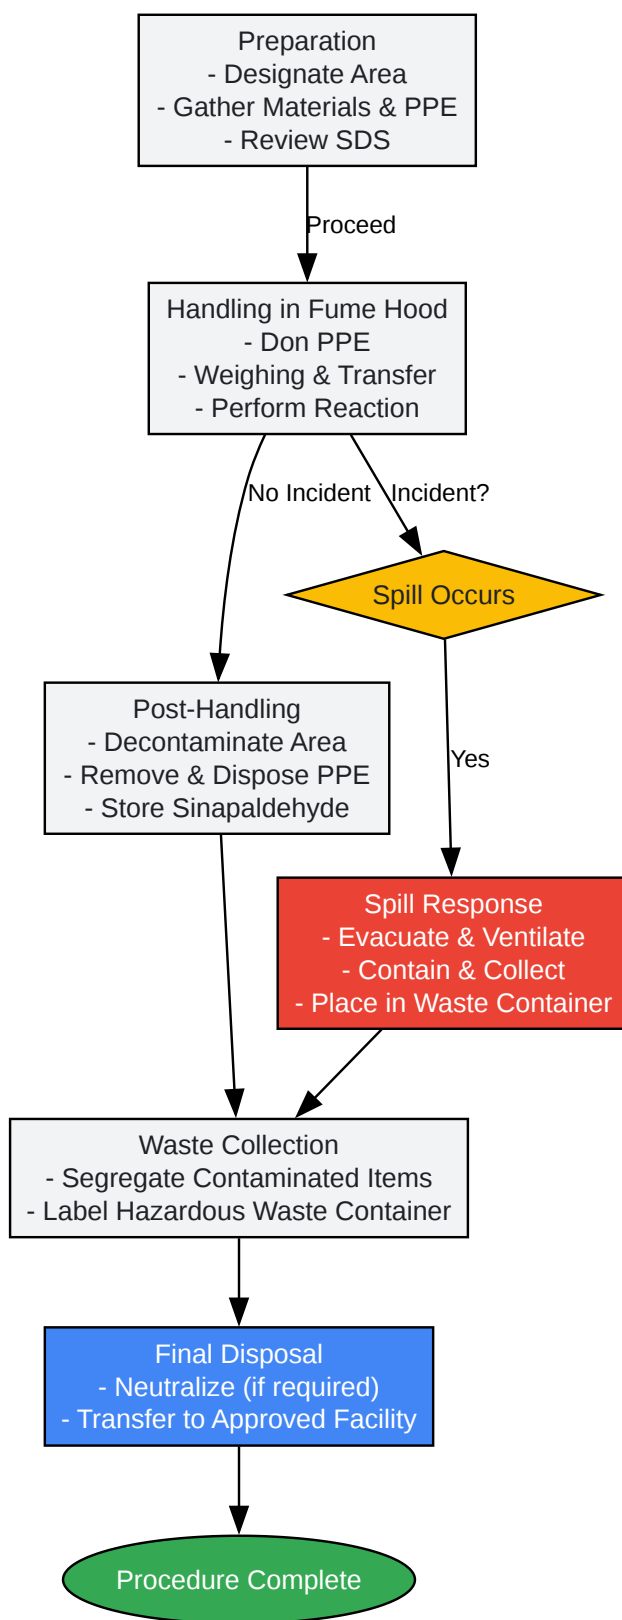 Preparation
- Designate Area
- Gather Materials & PPE
- Review SDS
Proceed
Handling in Fume Hood
- Don PPE
- Weighing & Transfer
- Perform Reaction
No Incident
Incident?
Spill Occurs
Post-Handling
- Decontaminate Area
- Remove & Dispose PPE
- Store Sinapaldehyde
Yes
Spill Response
- Evacuate & Ventilate
- Contain & Collect
- Place in Waste Container
Waste Collection
- Segregate Contaminated Items
- Label Hazardous Waste Container
Final Disposal
- Neutralize (if required)
- Transfer to Approved Facility
Procedure Complete